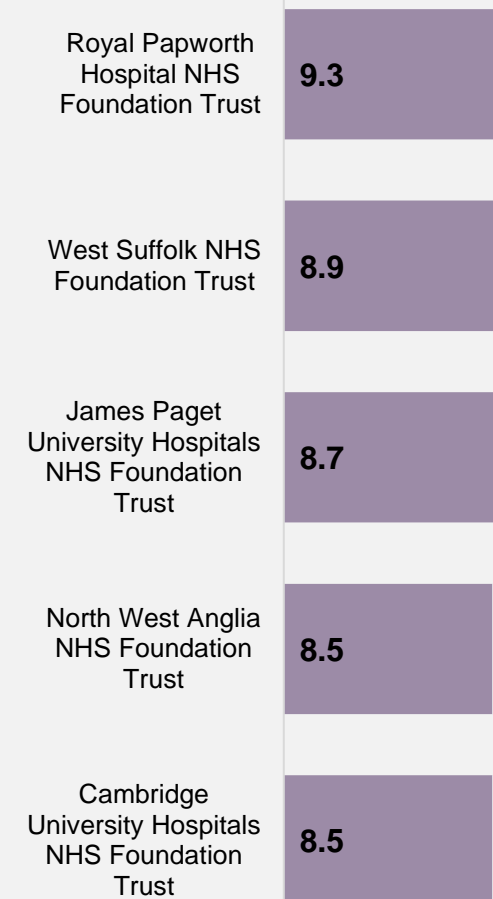 Royal Papworth
Hospital NHS
Foundation Trust
9.3
West Suffolk NHS
Foundation Trust
8.9
James Paget
University Hospitals
NHS Foundation
Trust
8.7
North West Anglia
NHS Foundation
Trust
8.5
Cambridge
University Hospitals
NHS Foundation
Trust
8.5